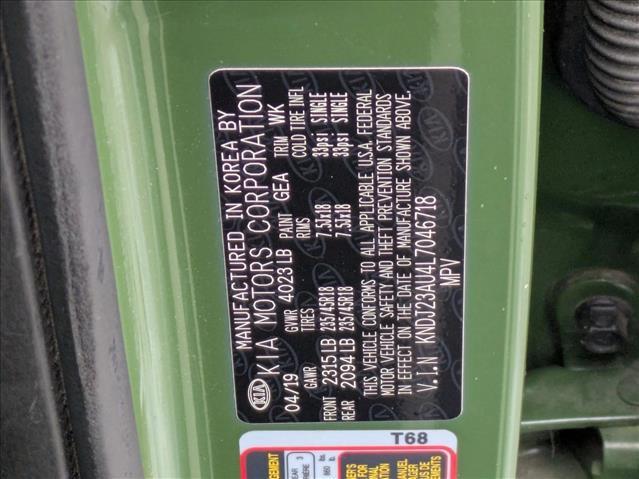 MANUFACTURED IN KOREA BY
KIA KIA MOTORS CORPORATION
04/19 GVWR 4023 LB PAINT GEA TRIM WK
GAWR TIRES RIMS COLD TIRE INFL
FRONT 2315 LB 235/45R18 7.5Jx18 33psi SINGLE
REAR 2094 LB 235/45R18 7.5Jx18 33psi SINGLE
THIS VEHICLE CONFORMS TO ALL APPLICABLE U.S.A. FEDERAL
MOTOR VEHICLE SAFETY AND THEFT PREVENTION STANDARDS
IN EFFECT ON THE DATE OF MANUFACTURE SHOWN ABOVE.
V.I.N KNDJ23AU4L7046718
MPV
T68